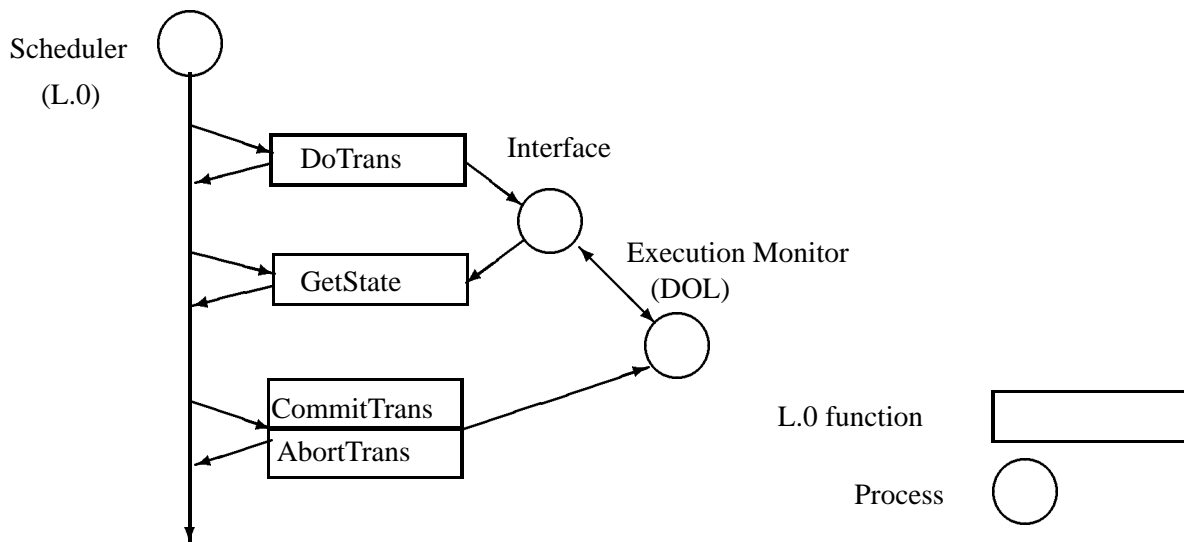 Scheduler
(L.0)
DoTrans
Interface
GetState
Execution Monitor
(DOL)
CommitTrans
AbortTrans
L.0 function
Process